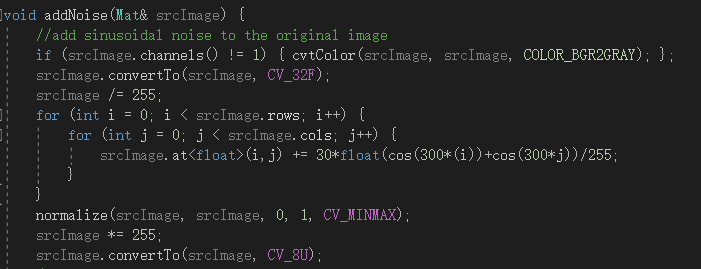 void addNoise(Mat& srcImage) {
//add sinusoidal noise to the original image
if (srcImage.channels() != 1) { cvtColor(srcImage, srcImage, COLOR_BGR2GRAY); };
srcImage.convertTo(srcImage, CV_32F);
srcImage /= 255;
for (int i = 0; i < srcImage.rows; i++) {
for (int j = 0; j < srcImage.cols; j++) {
srcImage.at<float>(i,j) += 30*float(cos(300*(i))+cos(300*j))/255;
}
}
normalize(srcImage, srcImage, 0, 1, CV_MINMAX);
srcImage *= 255;
srcImage.convertTo(srcImage, CV_8U);